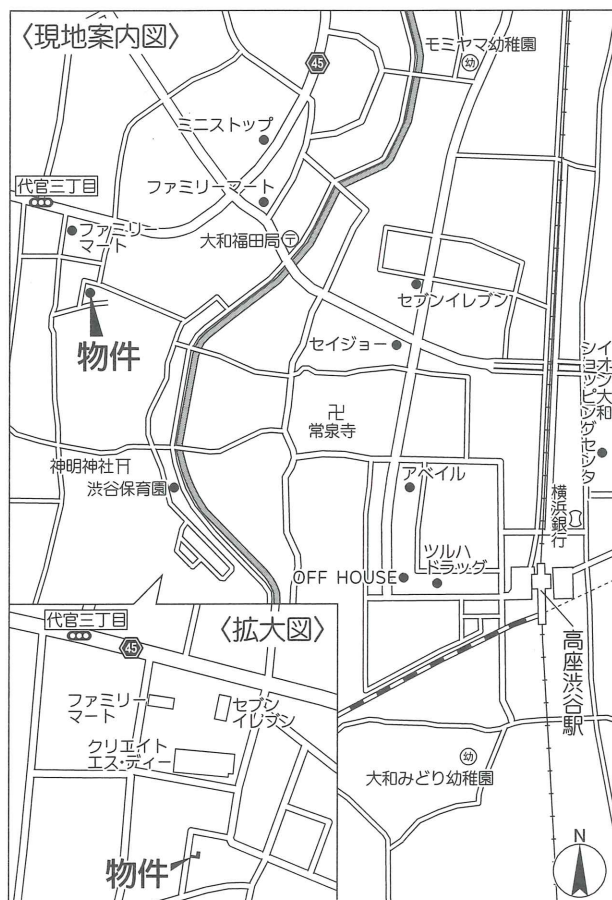 〈現地案内図〉
モミヤマ幼稚園
幼
45
ミニストップ
代官三丁目
ファミリーマート
ファミリー
マート
大和福田局〒
セブンイレブン
物件
セイジョー
イオン大和
ショッピングセンター
卍
常泉寺
神明神社
渋谷保育園
アベイル
横浜銀行
ツルハ
ドラッグ
OFF HOUSE
高座渋谷駅
幼
大和みどり幼稚園
N
〈拡大図〉
代官三丁目
45
ファミリー
マート
セブン
イレブン
クリエイト
エス・ディー
物件